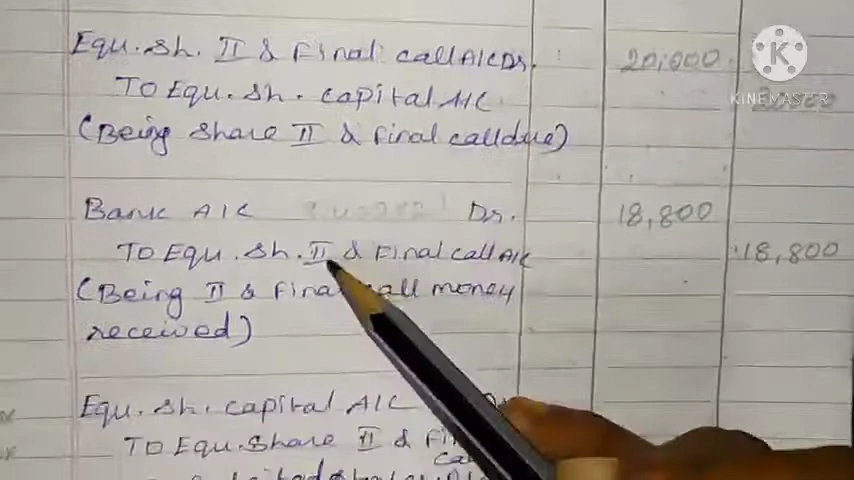 Equ. Sh. II & Final call A/C Dr. 20,000
To Equ. Sh. capital A/C
(Being Share II & Final call due)
Bank A/C Dr. 18,800
To Equ. Sh. II & Final call A/C 18,800
(Being II & Final call money
received)
Equ. Sh. capital A/C
To Equ. Share II & Fi
K
KINEMASTER